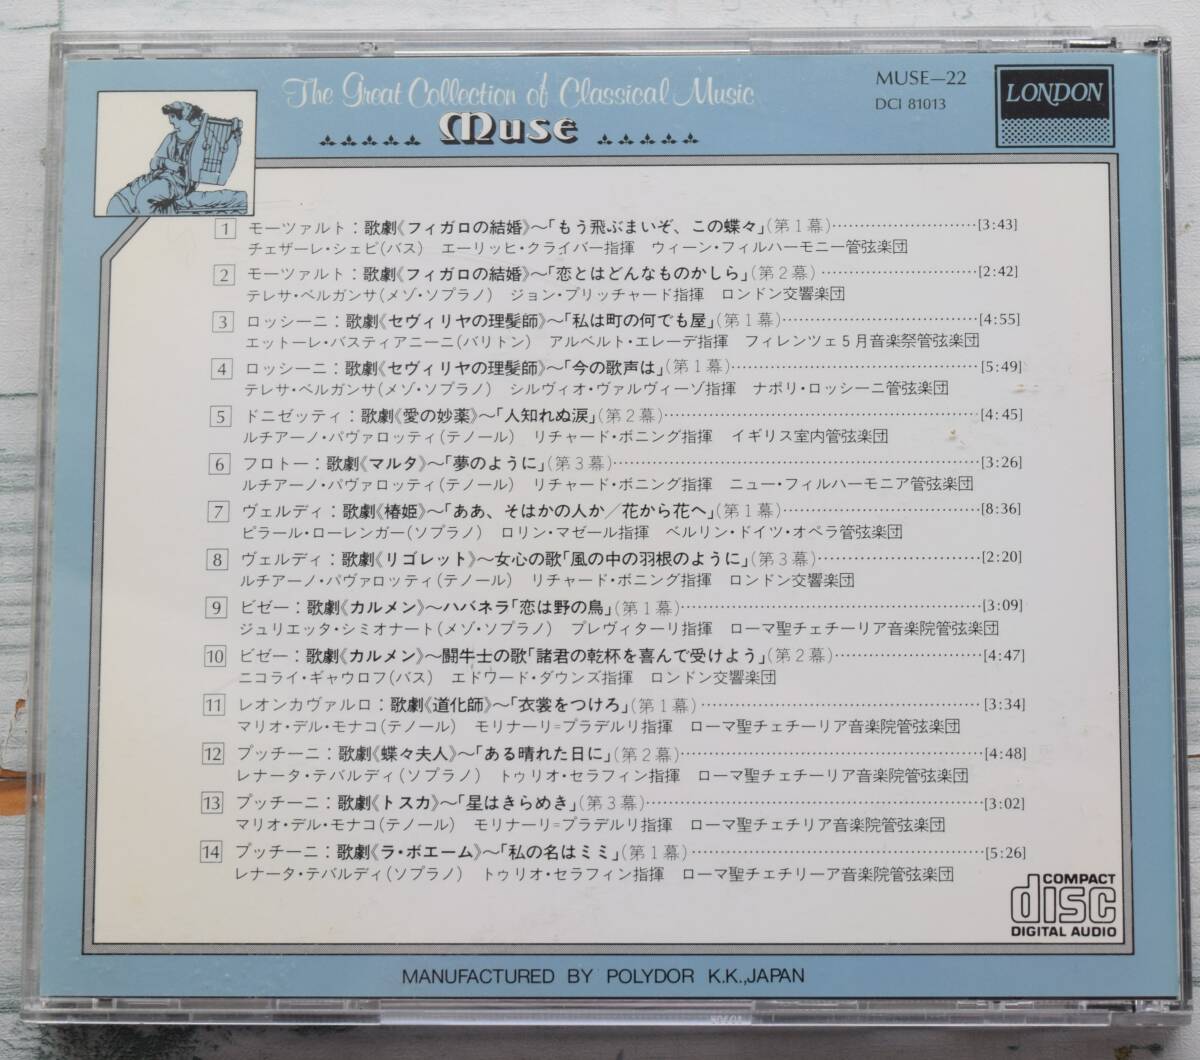 The Great Collection of Classical Music
Muse
MUSE—22
DCI 81013
LONDON
1 モーツァルト：歌劇《フィガロの結婚》〜「もう飛ぶまいぞ、この蝶々」（第1幕）[3:43]
チェザーレ・シェピ（バス） エーリッヒ・クライバー指揮 ウィーン・フィルハーモニー管弦楽団
2 モーツァルト：歌劇《フィガロの結婚》〜「恋とはどんなものかしら」（第2幕）[2:42]
テレサ・ベルガンサ（メゾ・ソプラノ） ジョン・プリッチャード指揮 ロンドン交響楽団
3 ロッシーニ：歌劇《セヴィリヤの理髪師》〜「私は町の何でも屋」（第1幕）[4:55]
エットーレ・バスティアニーニ（バリトン） アルベルト・エレーデ指揮 フィレンツェ5月音楽祭管弦楽団
4 ロッシーニ：歌劇《セヴィリヤの理髪師》〜「今の歌声は」（第1幕）[5:49]
テレサ・ベルガンサ（メゾ・ソプラノ） シルヴィオ・ヴァルヴィーゾ指揮 ナポリ・ロッシーニ管弦楽団
5 ドニゼッティ：歌劇《愛の妙薬》〜「人知れぬ涙」（第2幕）[4:45]
ルチアーノ・パヴァロッティ（テノール） リチャード・ボニング指揮 イギリス室内管弦楽団
6 フロトー：歌劇《マルタ》〜「夢のように」（第3幕）[3:26]
ルチアーノ・パヴァロッティ（テノール） リチャード・ボニング指揮 ニュー・フィルハーモニア管弦楽団
7 ヴェルディ：歌劇《椿姫》〜「ああ、そはかの人か／花から花へ」（第1幕）[8:36]
ピラール・ローレンガー（ソプラノ） ロリン・マゼール指揮 ベルリン・ドイツ・オペラ管弦楽団
8 ヴェルディ：歌劇《リゴレット》〜女心の歌「風の中の羽根のように」（第3幕）[2:20]
ルチアーノ・パヴァロッティ（テノール） リチャード・ボニング指揮 ロンドン交響楽団
9 ビゼー：歌劇《カルメン》〜ハバネラ「恋は野の鳥」（第1幕）[3:09]
ジュリエッタ・シミオナート（メゾ・ソプラノ） プレヴィターリ指揮 ローマ聖チェチーリア音楽院管弦楽団
10 ビゼー：歌劇《カルメン》〜闘牛士の歌「諸君の乾杯を喜んで受けよう」（第2幕）[4:47]
ニコライ・ギャウロフ（バス） エドワード・ダウンズ指揮 ロンドン交響楽団
11 レオンカヴァルロ：歌劇《道化師》〜「衣裳をつけろ」（第1幕）[3:34]
マリオ・デル・モナコ（テノール） モリナーリ＝プラデルリ指揮 ローマ聖チェチーリア音楽院管弦楽団
12 プッチーニ：歌劇《蝶々夫人》〜「ある晴れた日に」（第2幕）[4:48]
レナータ・テバルディ（ソプラノ） トゥリオ・セラフィン指揮 ローマ聖チェチーリア音楽院管弦楽団
13 プッチーニ：歌劇《トスカ》〜「星はきらめき」（第3幕）[3:02]
マリオ・デル・モナコ（テノール） モリナーリ＝プラデルリ指揮 ローマ聖チェチリア音楽院管弦楽団
14 プッチーニ：歌劇《ラ・ボエーム》〜「私の名はミミ」（第1幕）[5:26]
レナータ・テバルディ（ソプラノ） トゥリオ・セラフィン指揮 ローマ聖チェチリーア音楽院管弦楽団
COMPACT
disc
DIGITAL AUDIO
MANUFACTURED BY POLYDOR K.K.,JAPAN